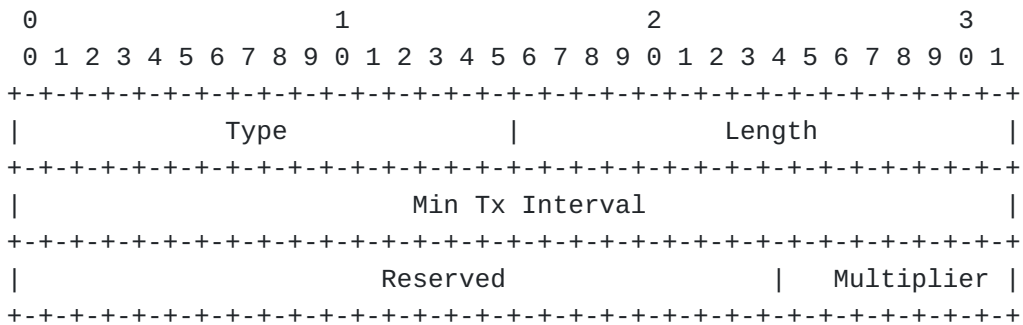 0                   1                   2                   3
 0 1 2 3 4 5 6 7 8 9 0 1 2 3 4 5 6 7 8 9 0 1 2 3 4 5 6 7 8 9 0 1
+-+-+-+-+-+-+-+-+-+-+-+-+-+-+-+-+-+-+-+-+-+-+-+-+-+-+-+-+-+-+-+-+
|             Type              |             Length            |
+-+-+-+-+-+-+-+-+-+-+-+-+-+-+-+-+-+-+-+-+-+-+-+-+-+-+-+-+-+-+-+-+
|                         Min Tx Interval                       |
+-+-+-+-+-+-+-+-+-+-+-+-+-+-+-+-+-+-+-+-+-+-+-+-+-+-+-+-+-+-+-+-+
|                       Reserved                 |   Multiplier |
+-+-+-+-+-+-+-+-+-+-+-+-+-+-+-+-+-+-+-+-+-+-+-+-+-+-+-+-+-+-+-+-+